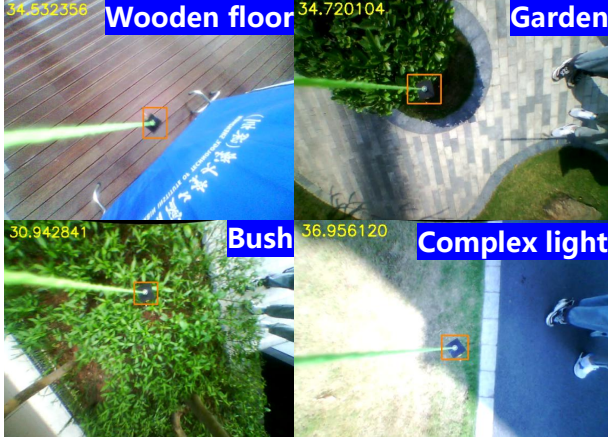 34.532356
Wooden floor
34.720104
Garden
30.942841
Bush
36.956120
Complex light